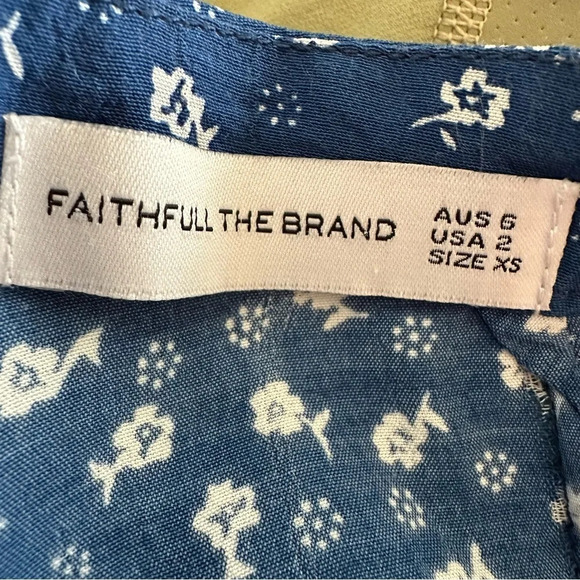 FAITHFULL THE BRAND
AUS 6
USA 2
SIZE XS